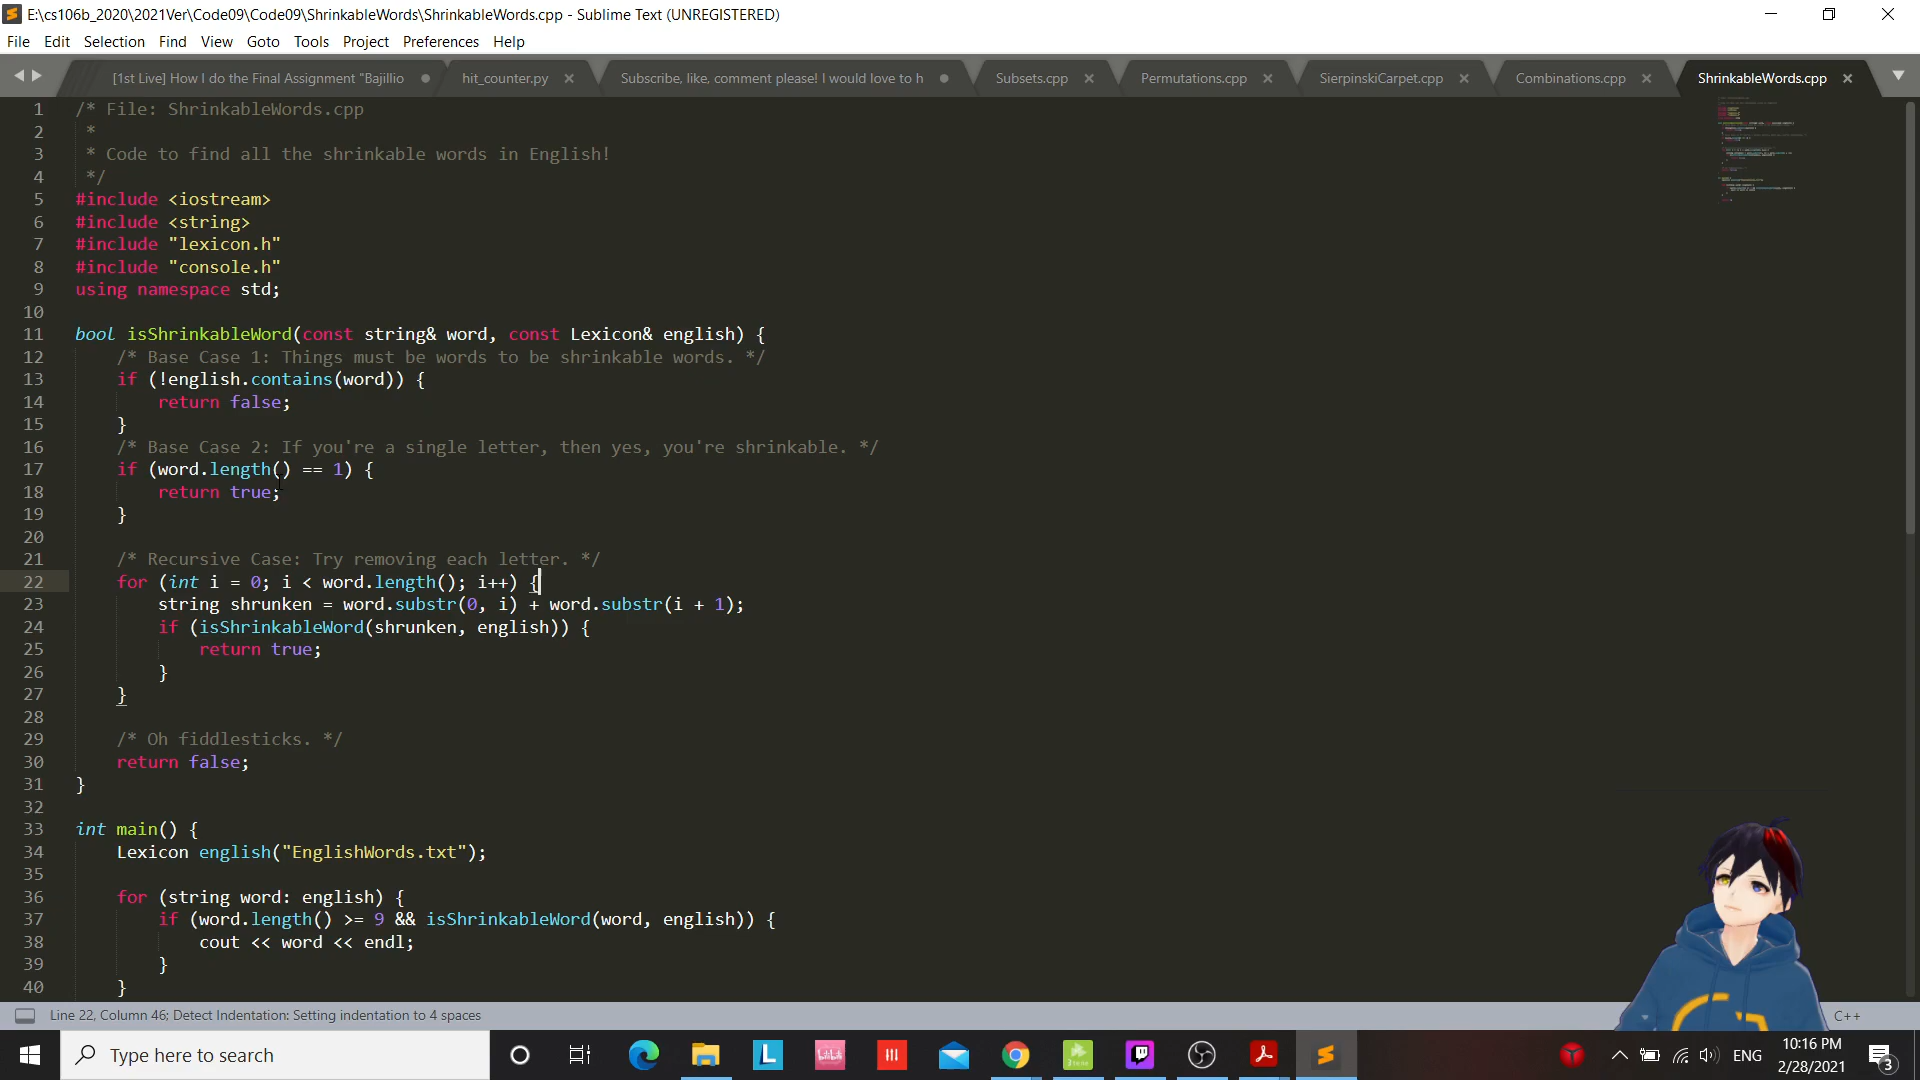 E:\cs106b_2020\2021Ver\Code09\Code09\ShrinkableWords\ShrinkableWords.cpp - Sublime Text (UNREGISTERED)
File Edit Selection Find View Goto Tools Project Preferences Help
[1st Live] How I do the Final Assignment "Bajillio hit_counter.py Subscribe, like, comment please! I would love to h Subsets.cpp Permutations.cpp SierpinskiCarpet.cpp Combinations.cpp ShrinkableWords.cpp
1 /* File: ShrinkableWords.cpp
2 *
3 * Code to find all the shrinkable words in English!
4 */
5 #include <iostream>
6 #include <string>
7 #include "lexicon.h"
8 #include "console.h"
9 using namespace std;
10
11 bool isShrinkableWord(const string& word, const Lexicon& english) {
12 /* Base Case 1: Things must be words to be shrinkable words. */
13 if (!english.contains(word)) {
14 return false;
15 }
16 /* Base Case 2: If you're a single letter, then yes, you're shrinkable. */
17 if (word.length() == 1) {
18 return true;
19 }
20
21 /* Recursive Case: Try removing each letter. */
22 for (int i = 0; i < word.length(); i++) {
23 string shrunken = word.substr(0, i) + word.substr(i + 1);
24 if (isShrinkableWord(shrunken, english)) {
25 return true;
26 }
27 }
28
29 /* Oh fiddlesticks. */
30 return false;
31 }
32
33 int main() {
34 Lexicon english("EnglishWords.txt");
35
36 for (string word: english) {
37 if (word.length() >= 9 && isShrinkableWord(word, english)) {
38 cout << word << endl;
39 }
40 }
Line 22, Column 46; Detect Indentation: Setting indentation to 4 spaces C++
Type here to search ENG 10:16 PM
2/28/2021 3